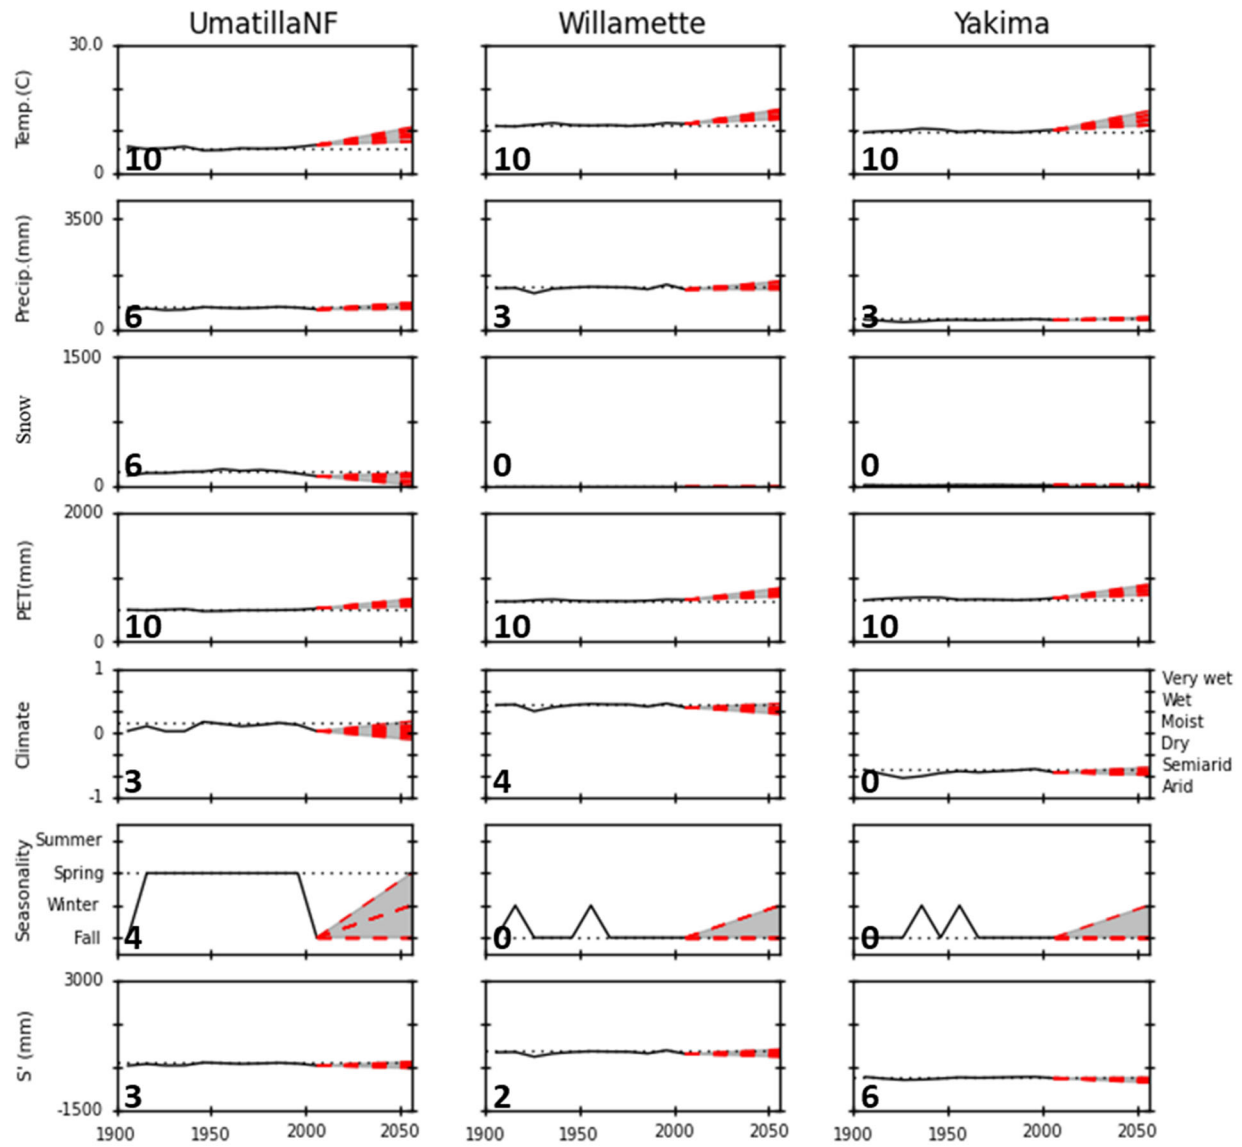 UmatillaNF Willamette Yakima
30.0
Temp.(C)
0
10 10 10
3500
Precip.(mm)
0
6 3 3
1500
Snow
0
6 0 0
2000
PET(mm)
0
10 10 10
1
Climate
0
-1
3 4 0
Very wet
Wet
Moist
Dry
Semiarid
Arid
Seasonality
Summer
Spring
Winter
Fall
4 0 0
3000
S' (mm)
-1500
3 2 6
1900 1950 2000 2050 1900 1950 2000 2050 1900 1950 2000 2050